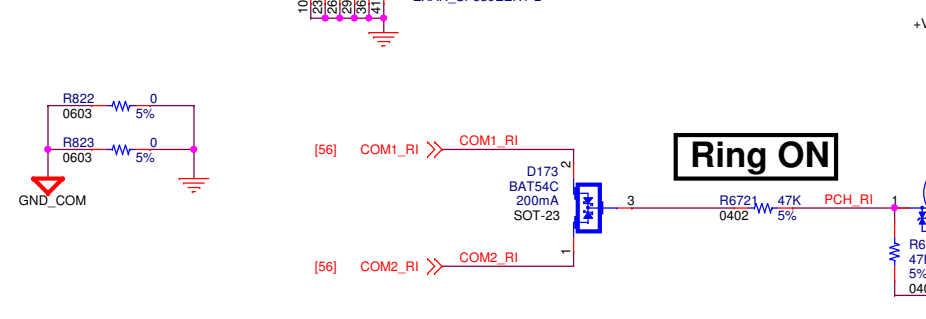 10
23
26
29
36
41
+V
R822 0
0603 5%
R823 0
0603 5%
GND_COM
[56] COM1_RI COM1_RI
2
D173
BAT54C
200mA
SOT-23
1
[56] COM2_RI COM2_RI
Ring ON
3
R6721 47K
0402 5%
PCH_RI 1
R6
47K
5%
040